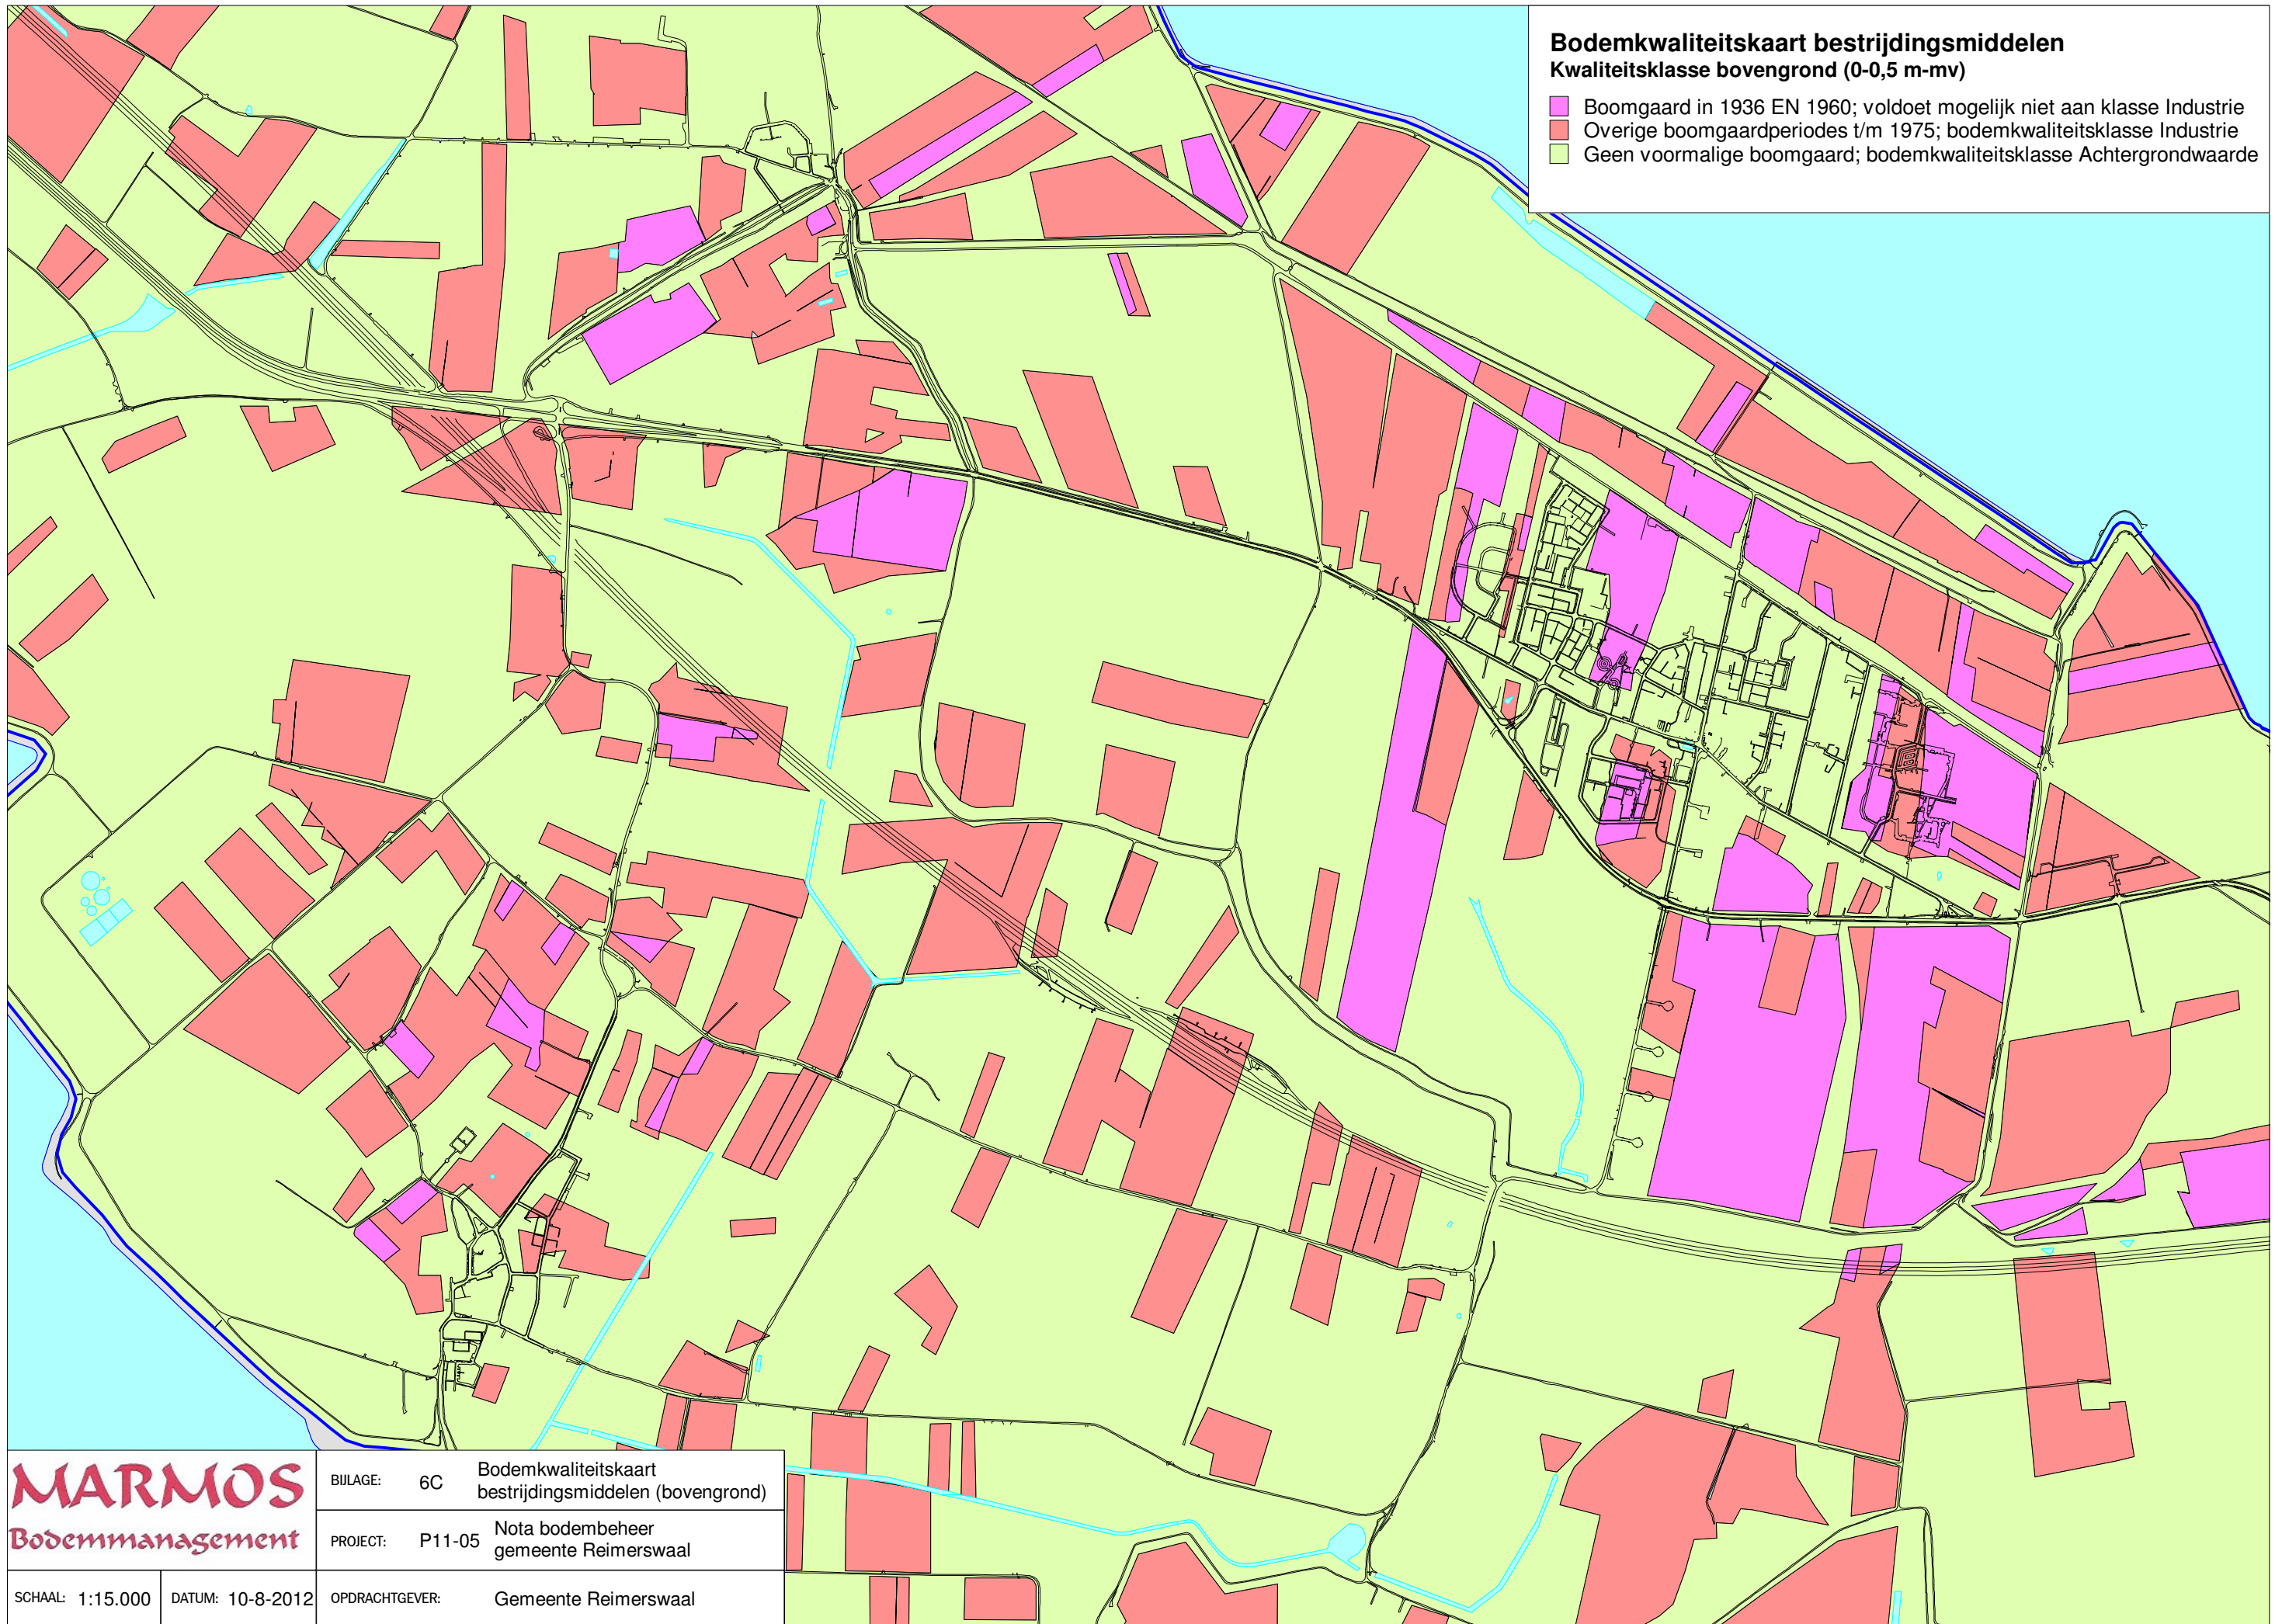 Bodemkwaliteitskaart bestrijdingsmiddelen
Kwaliteitsklasse bovengrond (0-0,5 m-mv)
Boomgaard in 1936 EN 1960; voldoet mogelijk niet aan klasse Industrie
Overige boomgaardperiodes t/m 1975; bodemkwaliteitsklasse Industrie
Geen voormalige boomgaard; bodemkwaliteitsklasse Achtergrondwaarde
MARMOS
Bodemmanagement
BIJLAGE: 6C Bodemkwaliteitskaart
bestrijdingsmiddelen (bovengrond)
PROJECT: P11-05 Nota bodembeheer
gemeente Reimerswaal
SCHAAL: 1:15.000 DATUM: 10-8-2012 OPDRACHTGEVER: Gemeente Reimerswaal